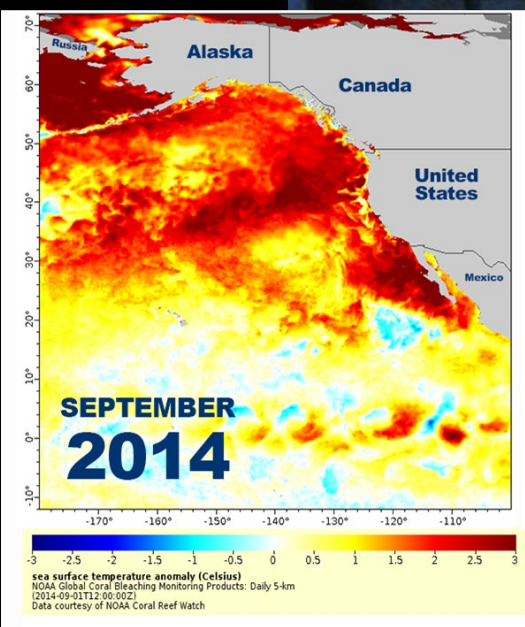 70°
Russia
Alaska
60°
Canada
50°
United
States
40°
30°
Mexico
20°
10°
SEPTEMBER
2014
0°
-10°
-170° -160° -150° -140° -130° -120° -110°
-3 -2.5 -2 -1.5 -1 -0.5 0 0.5 1 1.5 2 2.5 3
sea surface temperature anomaly (Celsius)
NOAA Global Coral Bleaching Monitoring Products: Daily 5-km
(2014-09-01T12:00:00Z)
Data courtesy of NOAA Coral Reef Watch